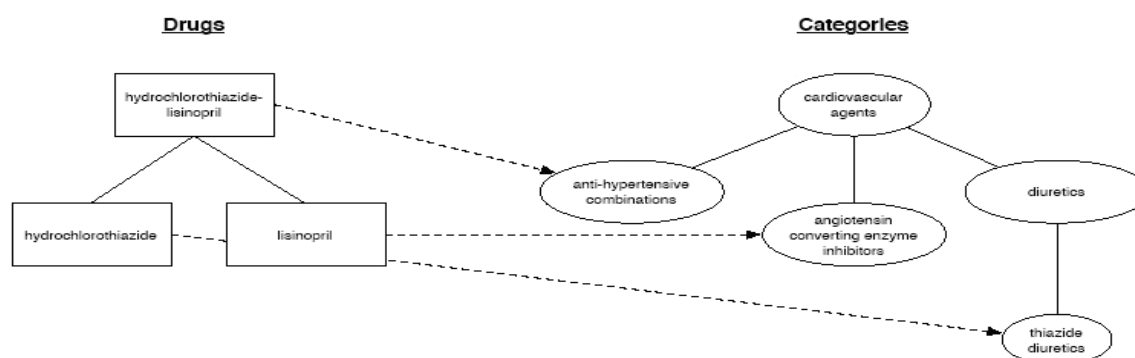 Drugs
Categories
hydrochlorothiazide-
lisinopril
cardiovascular
agents
anti-hypertensive
combinations
diuretics
hydrochlorothiazide
lisinopril
angiotensin
converting enzyme
inhibitors
thiazide
diuretics